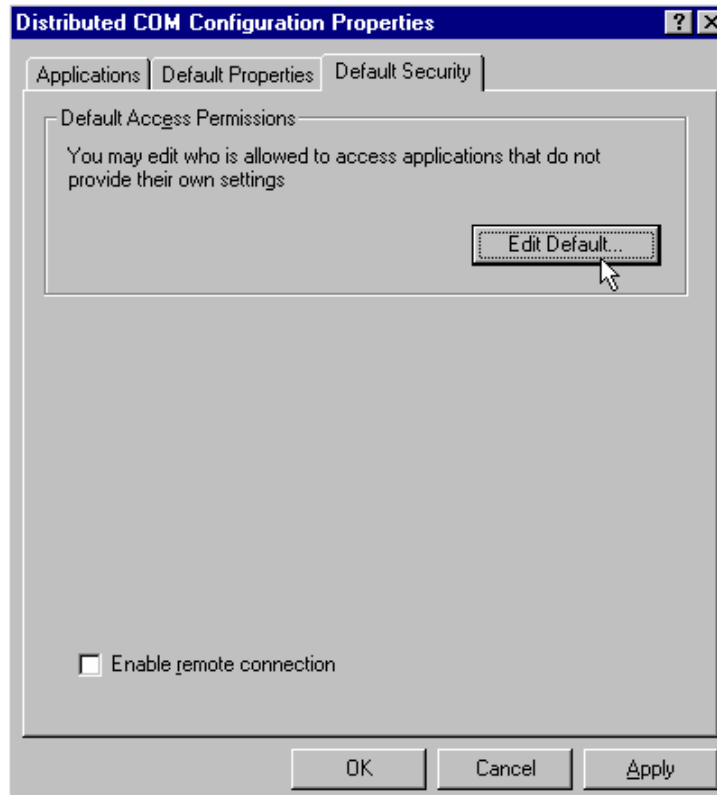 Distributed COM Configuration Properties
Applications
Default Properties
Default Security
Default Access Permissions
You may edit who is allowed to access applications that do not
provide their own settings
Edit Default...
Enable remote connection
OK
Cancel
Apply